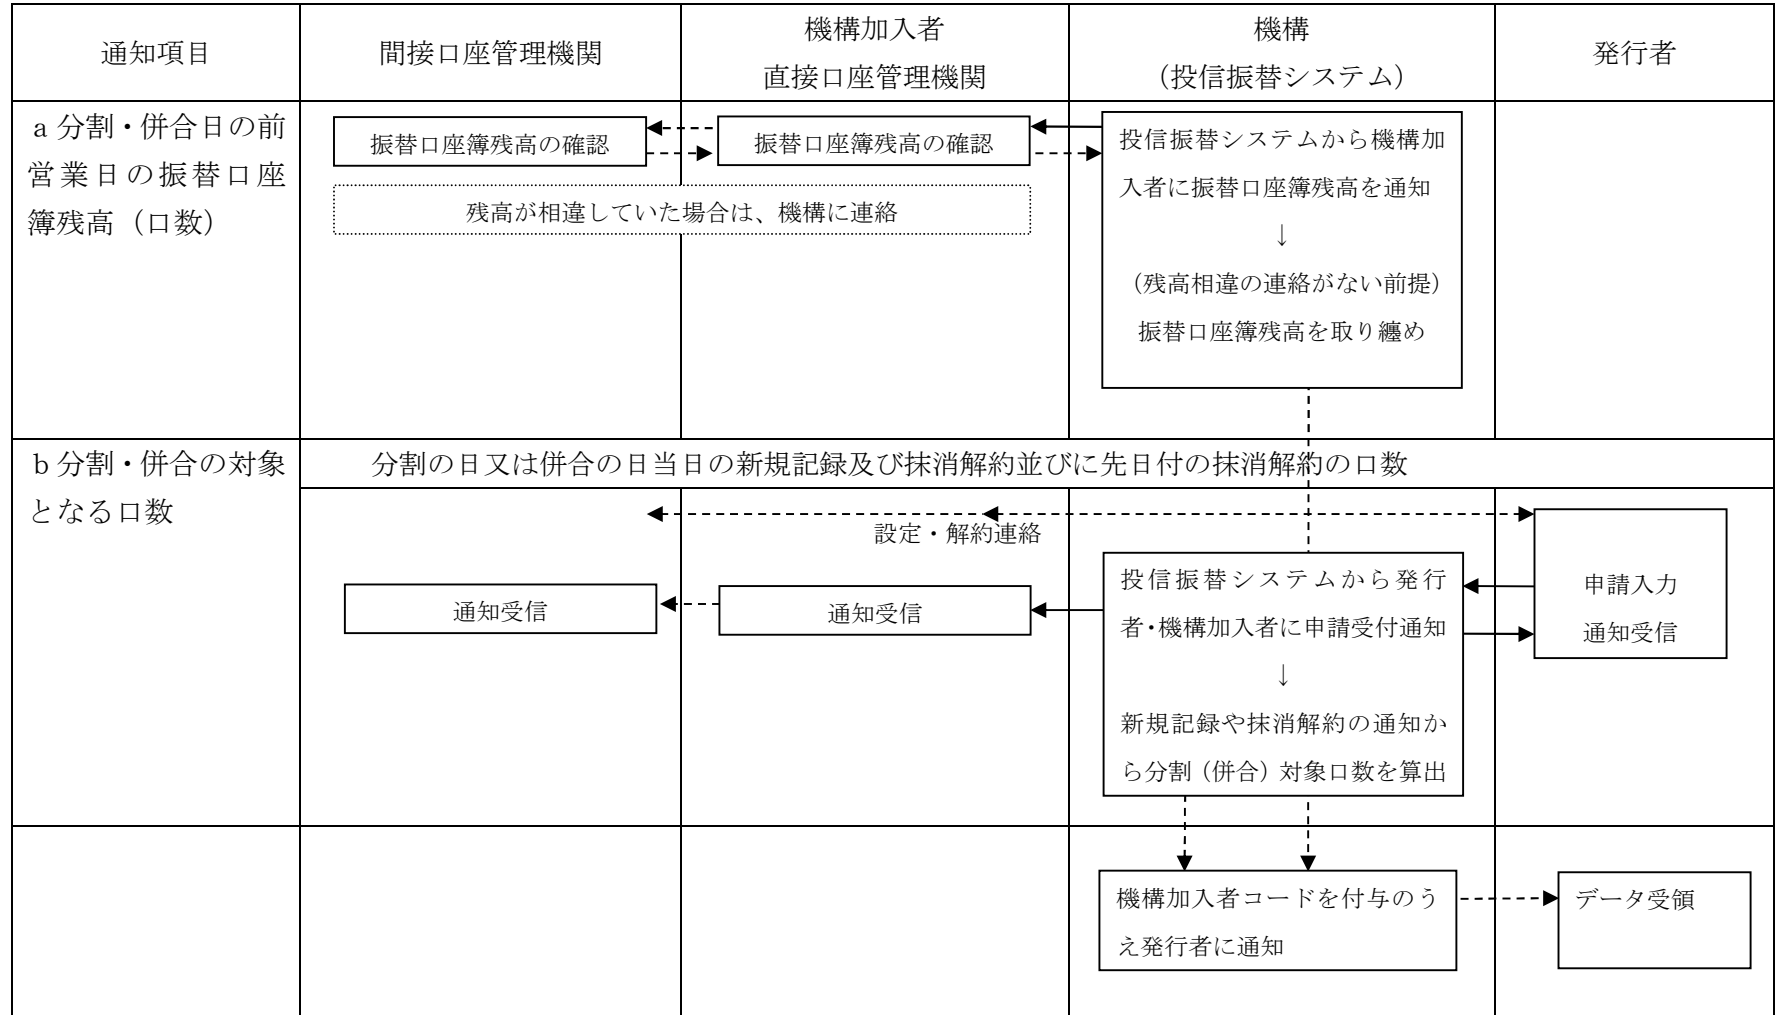 通知項目
間接口座管理機関
機構加入者
直接口座管理機関
機構
（投信振替システム）
発行者
a 分割・併合日の前
営業日の振替口座
簿残高（口数）
振替口座簿残高の確認
振替口座簿残高の確認
残高が相違していた場合は、機構に連絡
投信振替システムから機構加
入者に振替口座簿残高を通知
↓
（残高相違の連絡がない前提）
振替口座簿残高を取り纏め
b 分割・併合の対象
となる口数
分割の日又は併合の日当日の新規記録及び抹消解約並びに先日付の抹消解約の口数
設定・解約連絡
通知受信
通知受信
投信振替システムから発行
者・機構加入者に申請受付通知
↓
新規記録や抹消解約の通知か
ら分割（併合）対象口数を算出
申請入力
通知受信
機構加入者コードを付与のう
え発行者に通知
データ受領